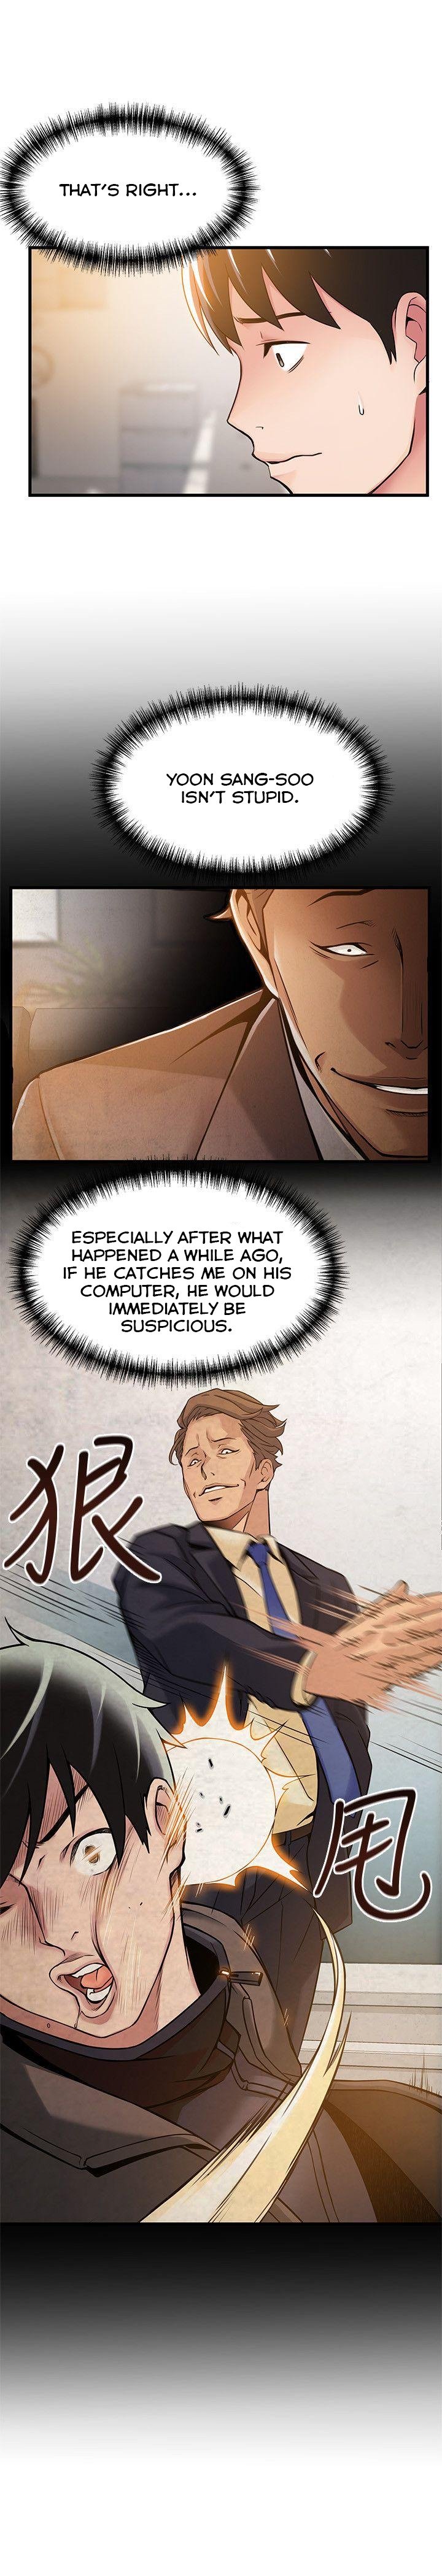 THAT'S RIGHT...
YOON SANG-SOO
ISN'T STUPID.
ESPECIALLY AFTER WHAT
HAPPENED A WHILE AGO,
IF HE CATCHES ME ON HIS
COMPUTER, HE WOULD
IMMEDIATELY BE
SUSPICIOUS.
狠
甩